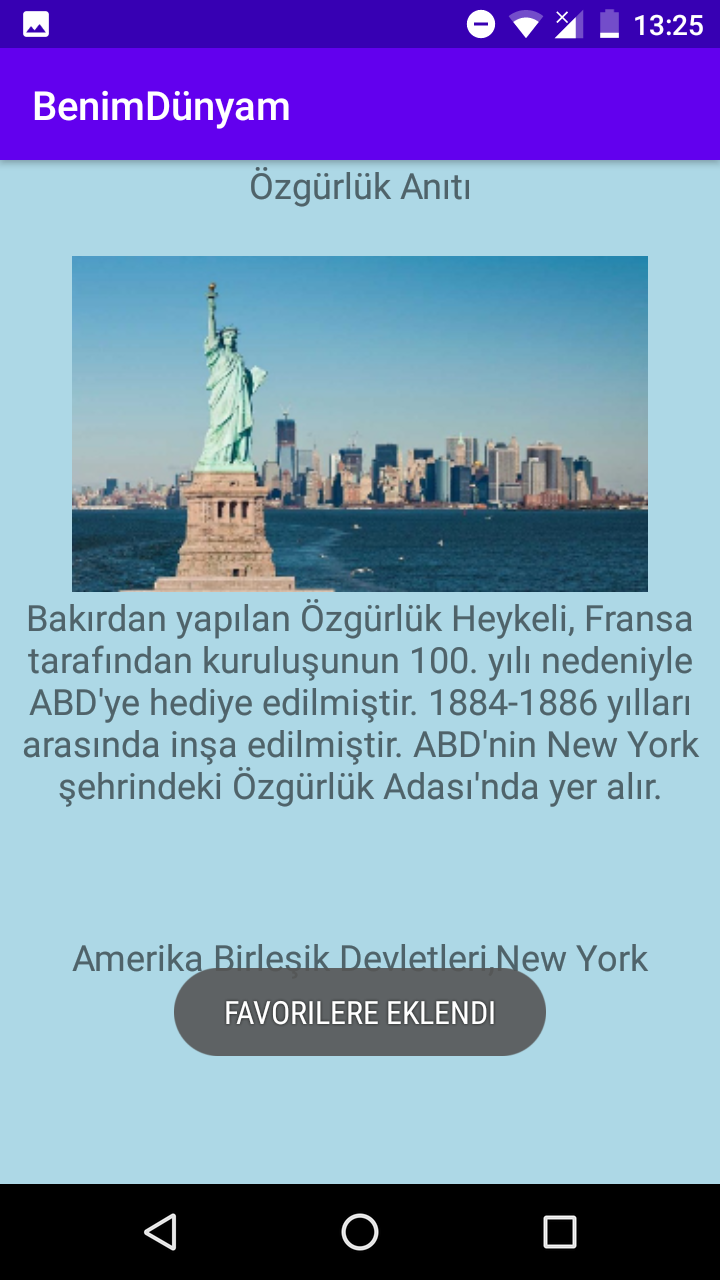 13:25
BenimDünyam
Özgürlük Anıtı
Bakırdan yapılan Özgürlük Heykeli, Fransa
tarafından kuruluşunun 100. yılı nedeniyle
ABD'ye hediye edilmiştir. 1884-1886 yılları
arasında inşa edilmiştir. ABD'nin New York
şehrindeki Özgürlük Adası'nda yer alır.
Amerika Birleşik Devletleri,New York
FAVORILERE EKLENDI